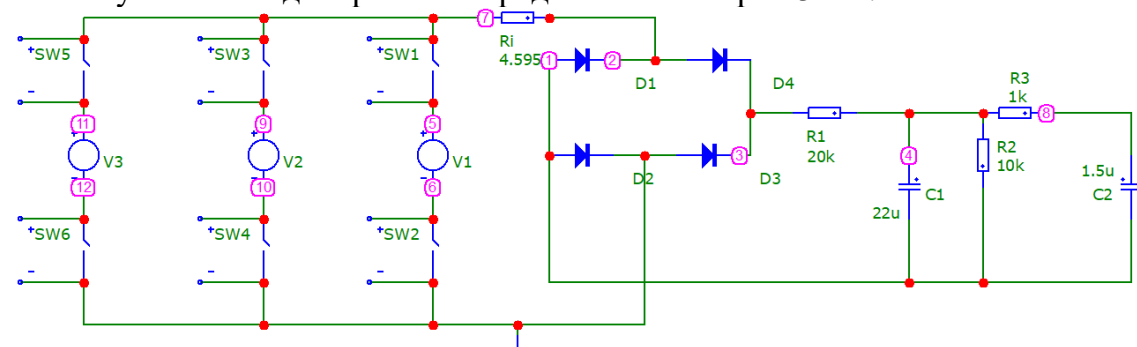 7
Ri
4.595
1
2
D1
D4
R3
1k
8
SW5
SW3
SW1
+
+
+
-
-
-
11
9
5
V3
V2
V1
12
10
6
D2
3
D3
R1
20k
4
C1
22u
R2
10k
1.5u
C2
SW6
SW4
SW2
+
+
+
-
-
-